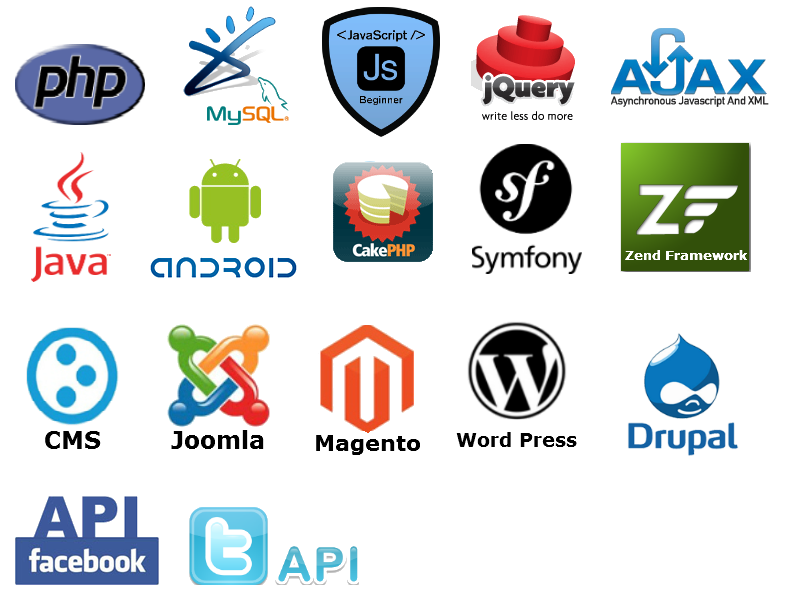 php
MySQL
<JavaScript />
JS
Beginner
jQuery
write less do more
AJAX
Asynchronous Javascript And XML
Java
ANDROID
CakePHP
sf
Symfony
ZF
Zend Framework
CMS
Joomla
Magento
W
Word Press
Drupal
API
facebook
t
API